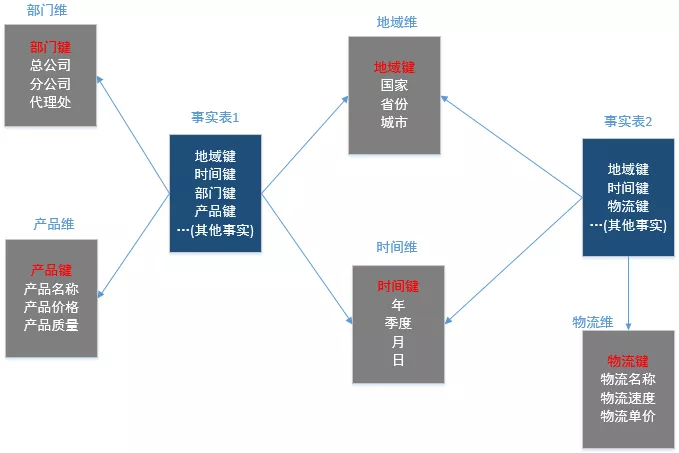 部门维
部门键
总公司
分公司
代理处
事实表1
地域键
时间键
部门键
产品键
…(其他事实)
产品维
产品键
产品名称
产品价格
产品质量
地域维
地域键
国家
省份
城市
时间维
时间键
年
季度
月
日
事实表2
地域键
时间键
物流键
…(其他事实)
物流维
物流键
物流名称
物流速度
物流单价